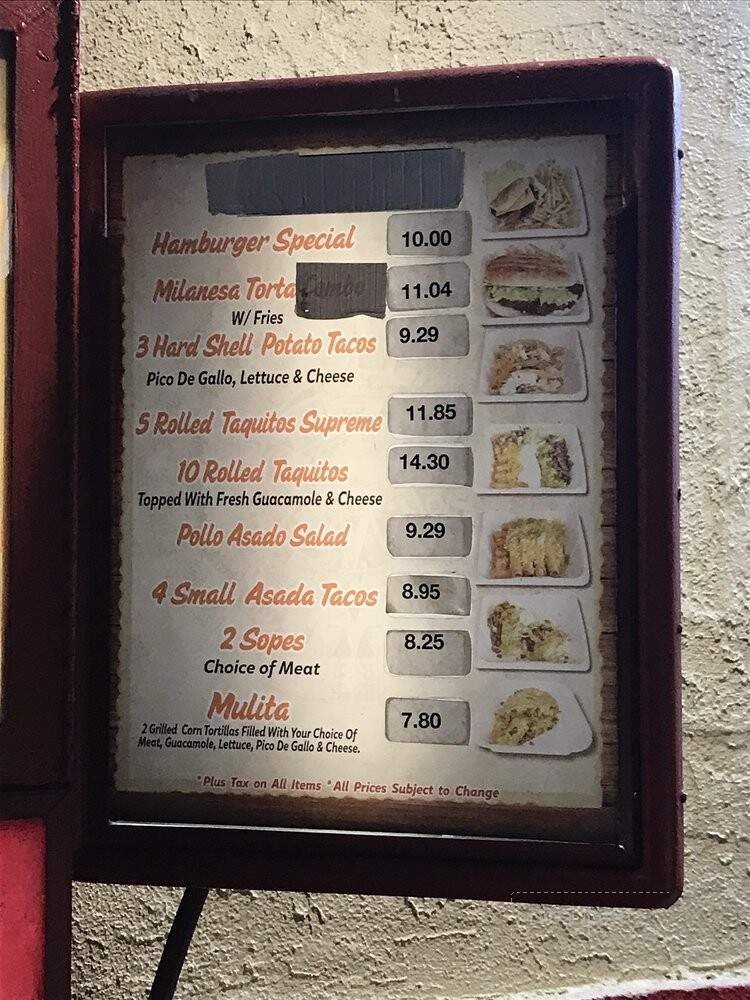 Hamburger Special 10.00
Milanesa Torta Combo 11.04
W/ Fries
3 Hard Shell Potato Tacos 9.29
Pico De Gallo, Lettuce & Cheese
5 Rolled Taquitos Supreme 11.85
10 Rolled Taquitos 14.30
Topped With Fresh Guacamole & Cheese
Pollo Asado Salad 9.29
4 Small Asada Tacos 8.95
2 Sopes 8.25
Choice of Meat
Mulita 7.80
2 Grilled Corn Tortillas Filled With Your Choice Of
Meat, Guacamole, Lettuce, Pico De Gallo & Cheese.
*Plus Tax on All Items *All Prices Subject to Change